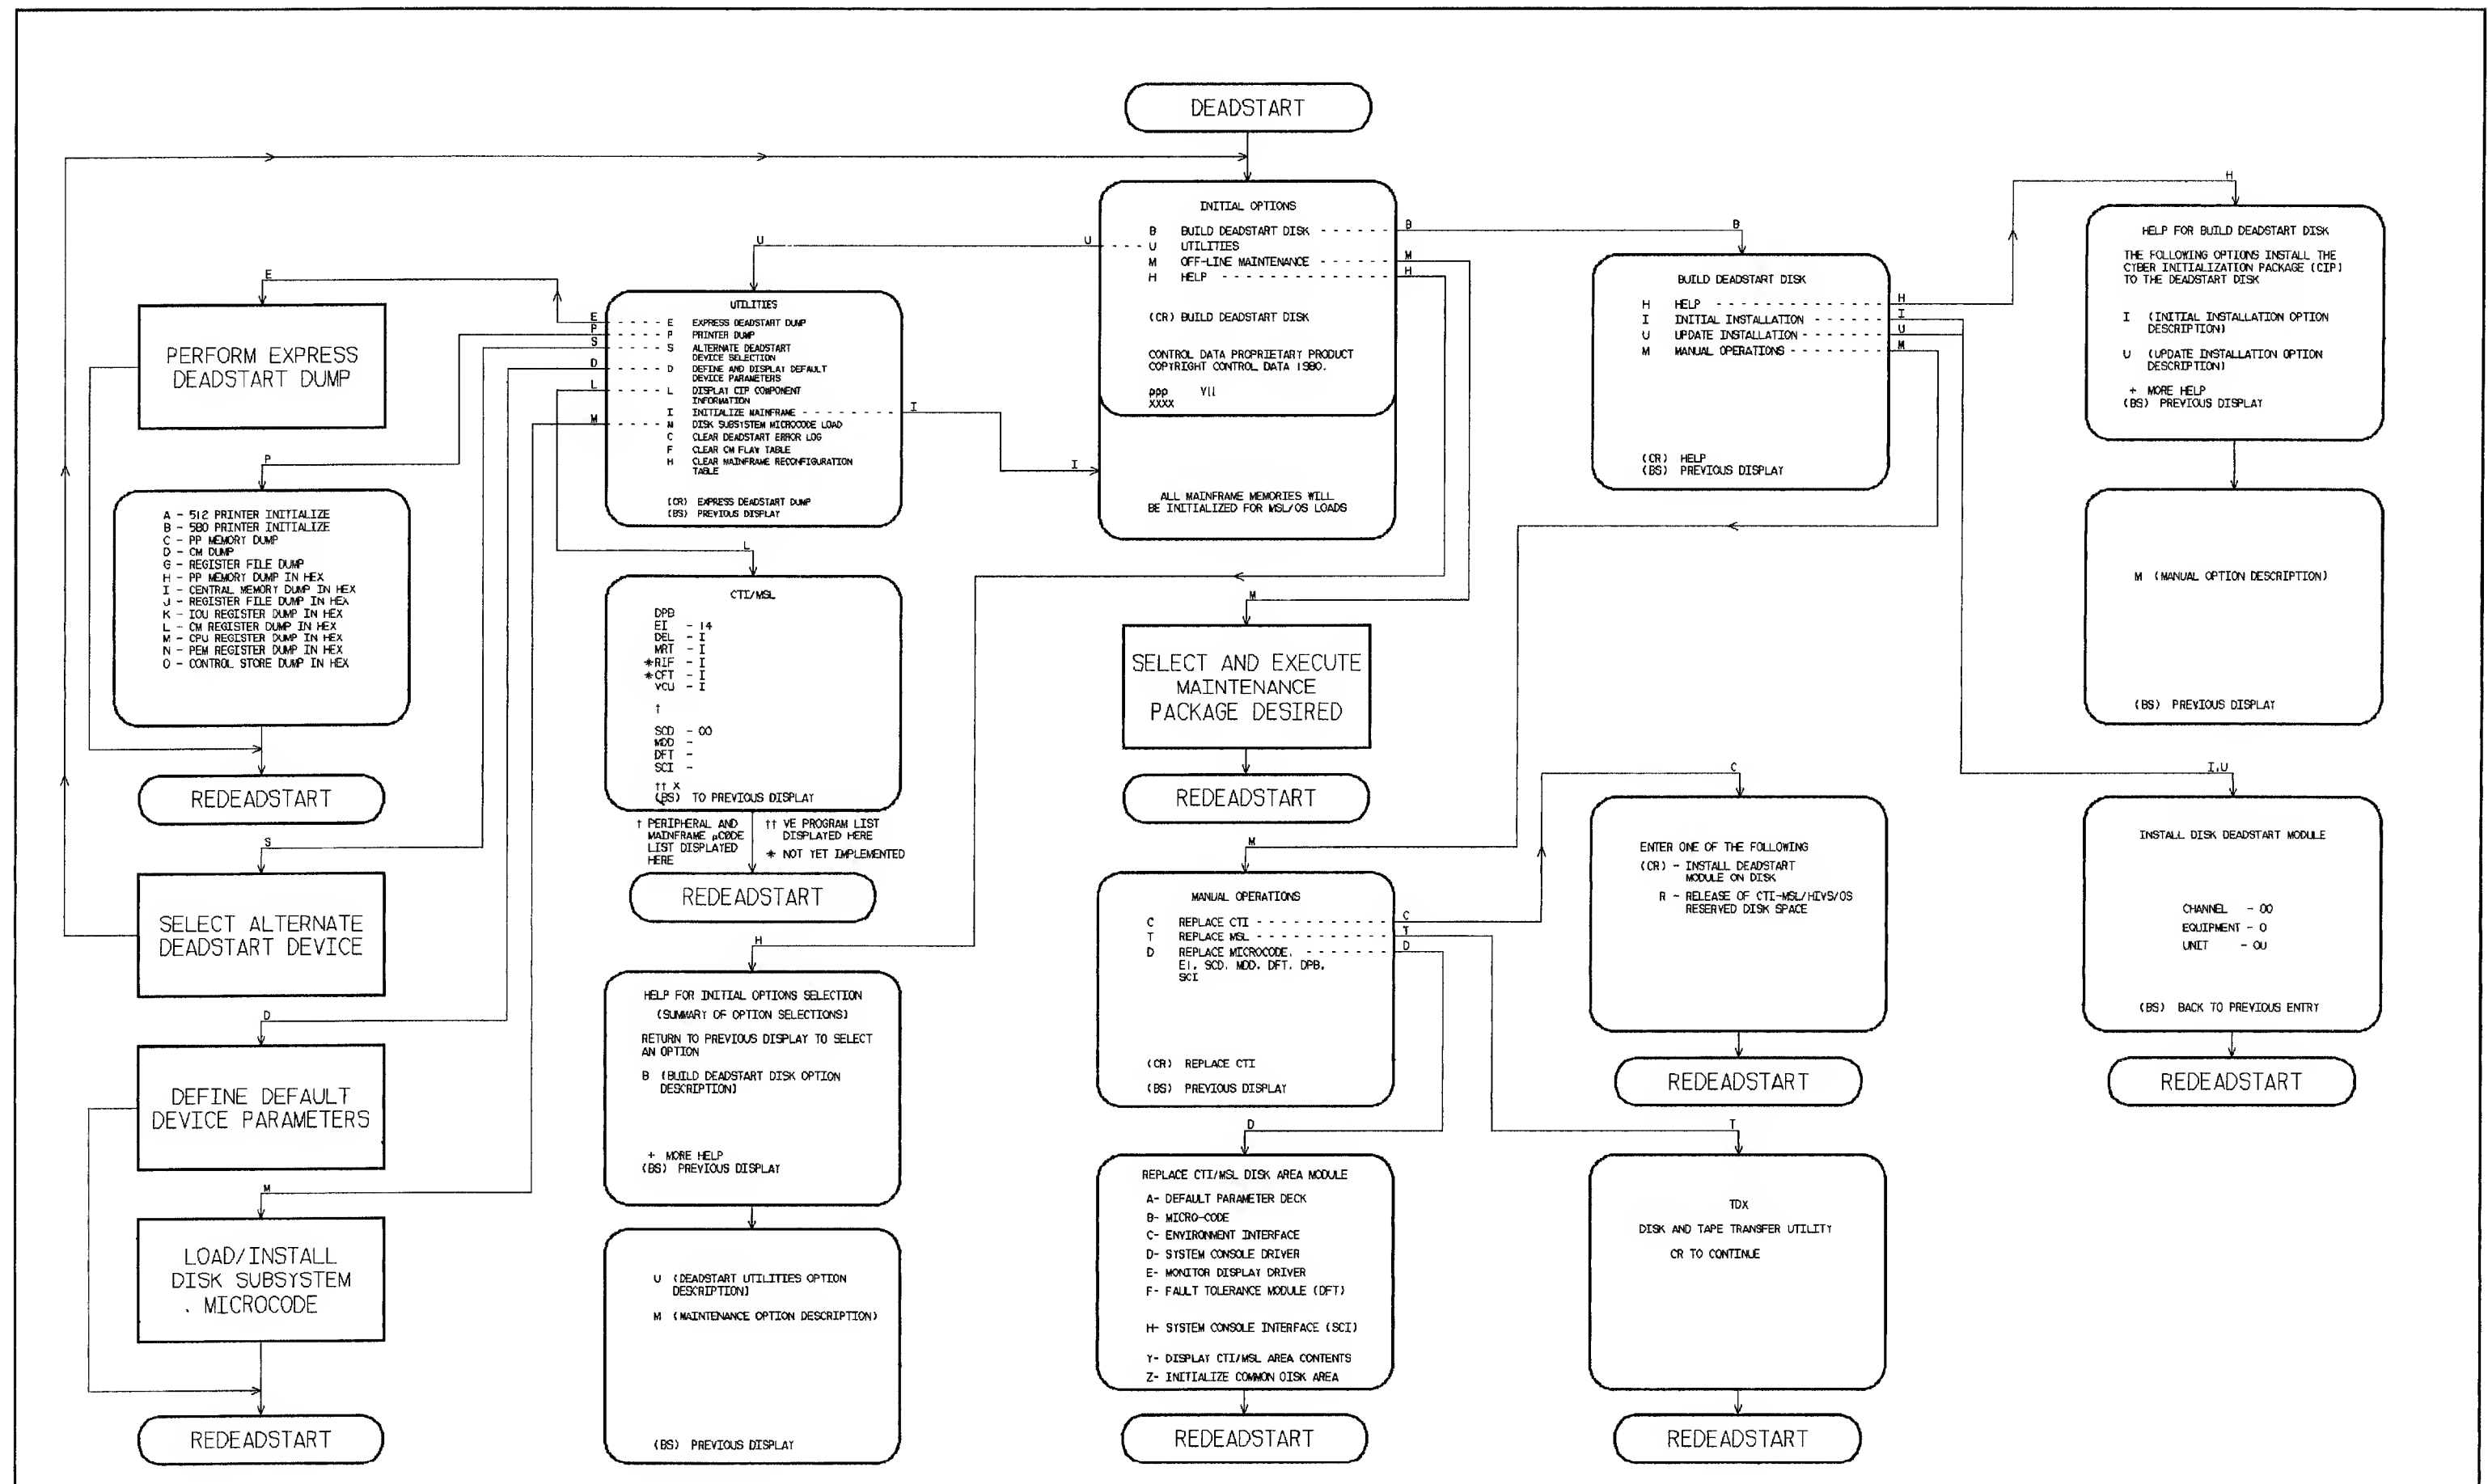 DEADSTART
INITIAL OPTIONS
B BUILD DEADSTART DISK - - - - - - B
U - - - - U UTILITIES
M OFF-LINE MAINTENANCE - - - - - - M
H HELP - - - - - - - - - - - - - - H
(CR) BUILD DEADSTART DISK
CONTROL DATA PROPRIETARY PRODUCT
COPYRIGHT CONTROL DATA 1980.
ppp
XXXX
I
ALL MAINFRAME MEMORIES WILL
BE INITIALIZED FOR MSL/OS LOADS
U
UTILITIES
E - - - - E EXPRESS DEADSTART DUMP
P - - - - P PRINTER DUMP
S - - - - S ALTERNATE DEADSTART
DEVICE SELECTION
D - - - - D DEFINE AND DISPLAY DEFAULT
DEVICE PARAMETERS
L - - - - L DISPLAY CIP COMPONENT
INFORMATION
I INITIALIZE MAINFRAME - - - - - - - - I
M - - - - M DISK SUBSYSTEM MICROCODE LOAD
C CLEAR DEADSTART ERROR LOG
F CLEAR CM FLAW TABLE
H CLEAR MAINFRAME RECONFIGURATION
TABLE
(CR) EXPRESS DEADSTART DUMP
(BS) PREVIOUS DISPLAY
E
PERFORM EXPRESS
DEADSTART DUMP
P
A - 512 PRINTER INITIALIZE
B - 580 PRINTER INITIALIZE
C - PP MEMORY DUMP
D - CM DUMP
G - REGISTER FILE DUMP
H - PP MEMORY DUMP IN HEX
I - CENTRAL MEMORY DUMP IN HEX
J - REGISTER FILE DUMP IN HEX
K - IOU REGISTER DUMP IN HEX
L - CM REGISTER DUMP IN HEX
M - CPU REGISTER DUMP IN HEX
N - PEM REGISTER DUMP IN HEX
O - CONTROL STORE DUMP IN HEX
REDEADSTART
S
SELECT ALTERNATE
DEADSTART DEVICE
D
DEFINE DEFAULT
DEVICE PARAMETERS
M
LOAD/INSTALL
DISK SUBSYSTEM
. MICROCODE
REDEADSTART
L
CTI/MSL
DPB
EI - 14
DEL - I
MRT - I
*RIF - I
*CFT - I
VCU - I
†
SCD - 00
MDD -
DFT -
SCI -
†† X
(BS) TO PREVIOUS DISPLAY
† PERIPHERAL AND
MAINFRAME µCODE
LIST DISPLAYED
HERE
†† VE PROGRAM LIST
DISPLAYED HERE
* NOT YET IMPLEMENTED
REDEADSTART
H
HELP FOR INITIAL OPTIONS SELECTION
(SUMMARY OF OPTION SELECTIONS)
RETURN TO PREVIOUS DISPLAY TO SELECT
AN OPTION
B (BUILD DEADSTART DISK OPTION
DESCRIPTION)
+ MORE HELP
(BS) PREVIOUS DISPLAY
U (DEADSTART UTILITIES OPTION
DESCRIPTION)
M (MAINTENANCE OPTION DESCRIPTION)
(BS) PREVIOUS DISPLAY
M
SELECT AND EXECUTE
MAINTENANCE
PACKAGE DESIRED
REDEADSTART
B
BUILD DEADSTART DISK
H HELP - - - - - - - - - - - - - - H
I INITIAL INSTALLATION - - - - - - I
U UPDATE INSTALLATION - - - - - - - U
M MANUAL OPERATIONS - - - - - - - - M
(CR) HELP
(BS) PREVIOUS DISPLAY
H
HELP FOR BUILD DEADSTART DISK
THE FOLLOWING OPTIONS INSTALL THE
CYBER INITIALIZATION PACKAGE (CIP)
TO THE DEADSTART DISK
I (INITIAL INSTALLATION OPTION
DESCRIPTION)
U (UPDATE INSTALLATION OPTION
DESCRIPTION)
+ MORE HELP
(BS) PREVIOUS DISPLAY
M (MANUAL OPTION DESCRIPTION)
(BS) PREVIOUS DISPLAY
I,U
INSTALL DISK DEADSTART MODULE
CHANNEL - 00
EQUIPMENT - 0
UNIT - 0U
(BS) BACK TO PREVIOUS ENTRY
REDEADSTART
M
MANUAL OPERATIONS
C REPLACE CTI - - - - - - - - - - - C
T REPLACE MSL - - - - - - - - - - - T
D REPLACE MICROCODE, - - - - - - - - D
EI, SCD, MDD, DFT, DPB,
SCI
(CR) REPLACE CTI
(BS) PREVIOUS DISPLAY
C
ENTER ONE OF THE FOLLOWING
(CR) - INSTALL DEADSTART
MODULE ON DISK
R - RELEASE OF CTI-MSL/HIVS/OS
RESERVED DISK SPACE
REDEADSTART
D
REPLACE CTI/MSL DISK AREA MODULE
A- DEFAULT PARAMETER DECK
B- MICRO-CODE
C- ENVIRONMENT INTERFACE
D- SYSTEM CONSOLE DRIVER
E- MONITOR DISPLAY DRIVER
F- FAULT TOLERANCE MODULE (DFT)
H- SYSTEM CONSOLE INTERFACE (SCI)
Y- DISPLAY CTI/MSL AREA CONTENTS
Z- INITIALIZE COMMON DISK AREA
REDEADSTART
T
TDX
DISK AND TAPE TRANSFER UTILITY
CR TO CONTINUE
REDEADSTART